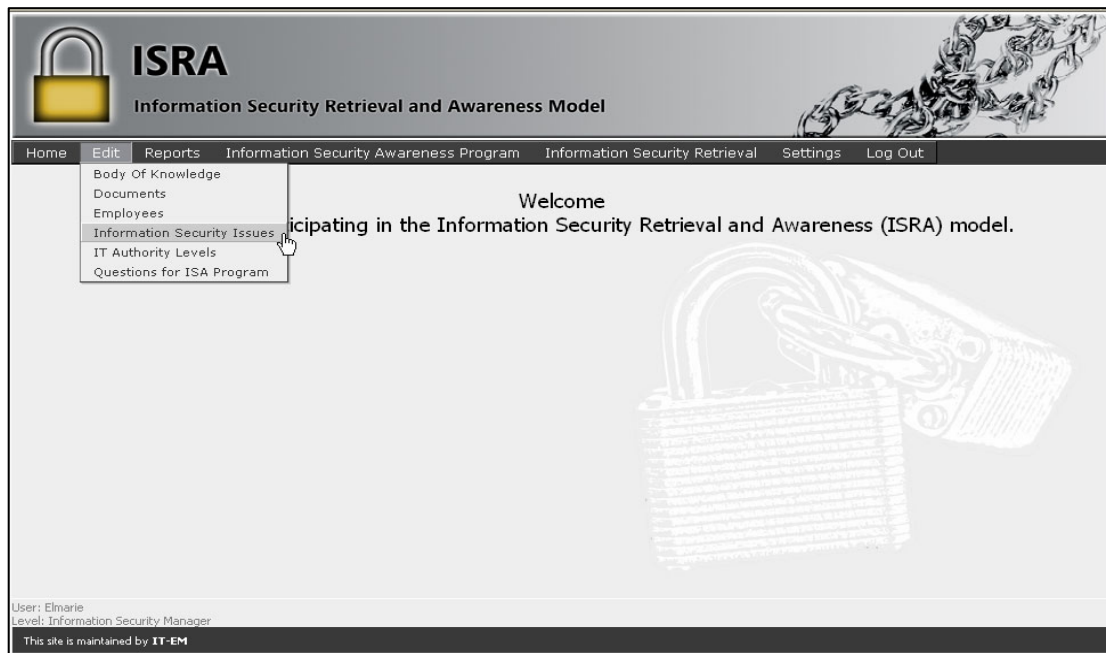 ISRA
Information Security Retrieval and Awareness Model
Home Edit Reports Information Security Awareness Program Information Security Retrieval Settings Log Out
Body Of Knowledge
Documents
Employees
Information Security Issues
IT Authority Levels
Questions for ISA Program
Welcome
icipating in the Information Security Retrieval and Awareness (ISRA) model.
User: Elmarie
Level: Information Security Manager
This site is maintained by IT-EM